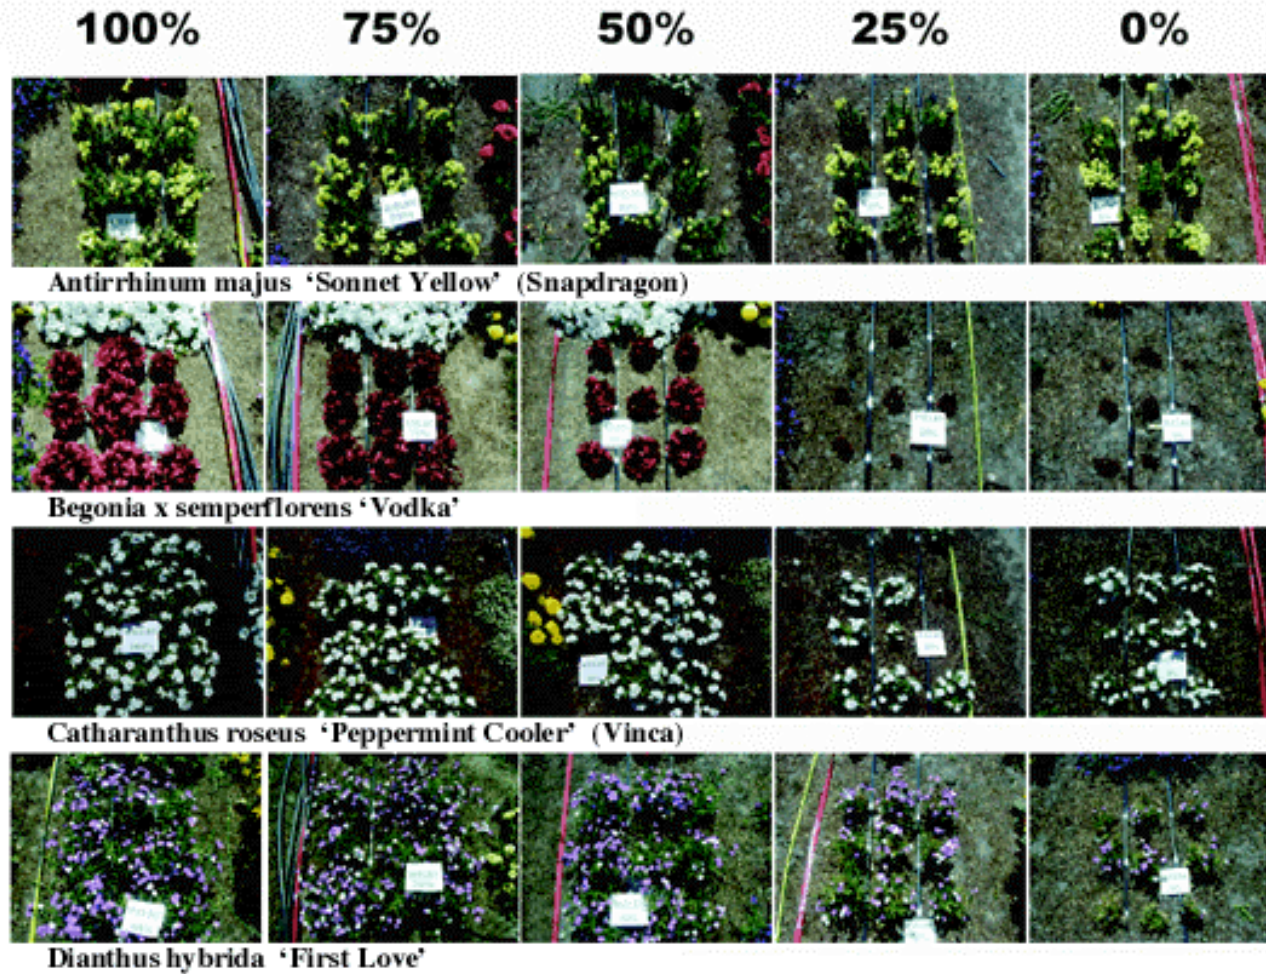 100% 75% 50% 25% 0%
Antirrhinum majus ‘Sonnet Yellow’ (Snapdragon)
Begonia x semperflorens ‘Vodka’
Catharanthus roseus ‘Peppermint Cooler’ (Vinca)
Dianthus hybrida ‘First Love’